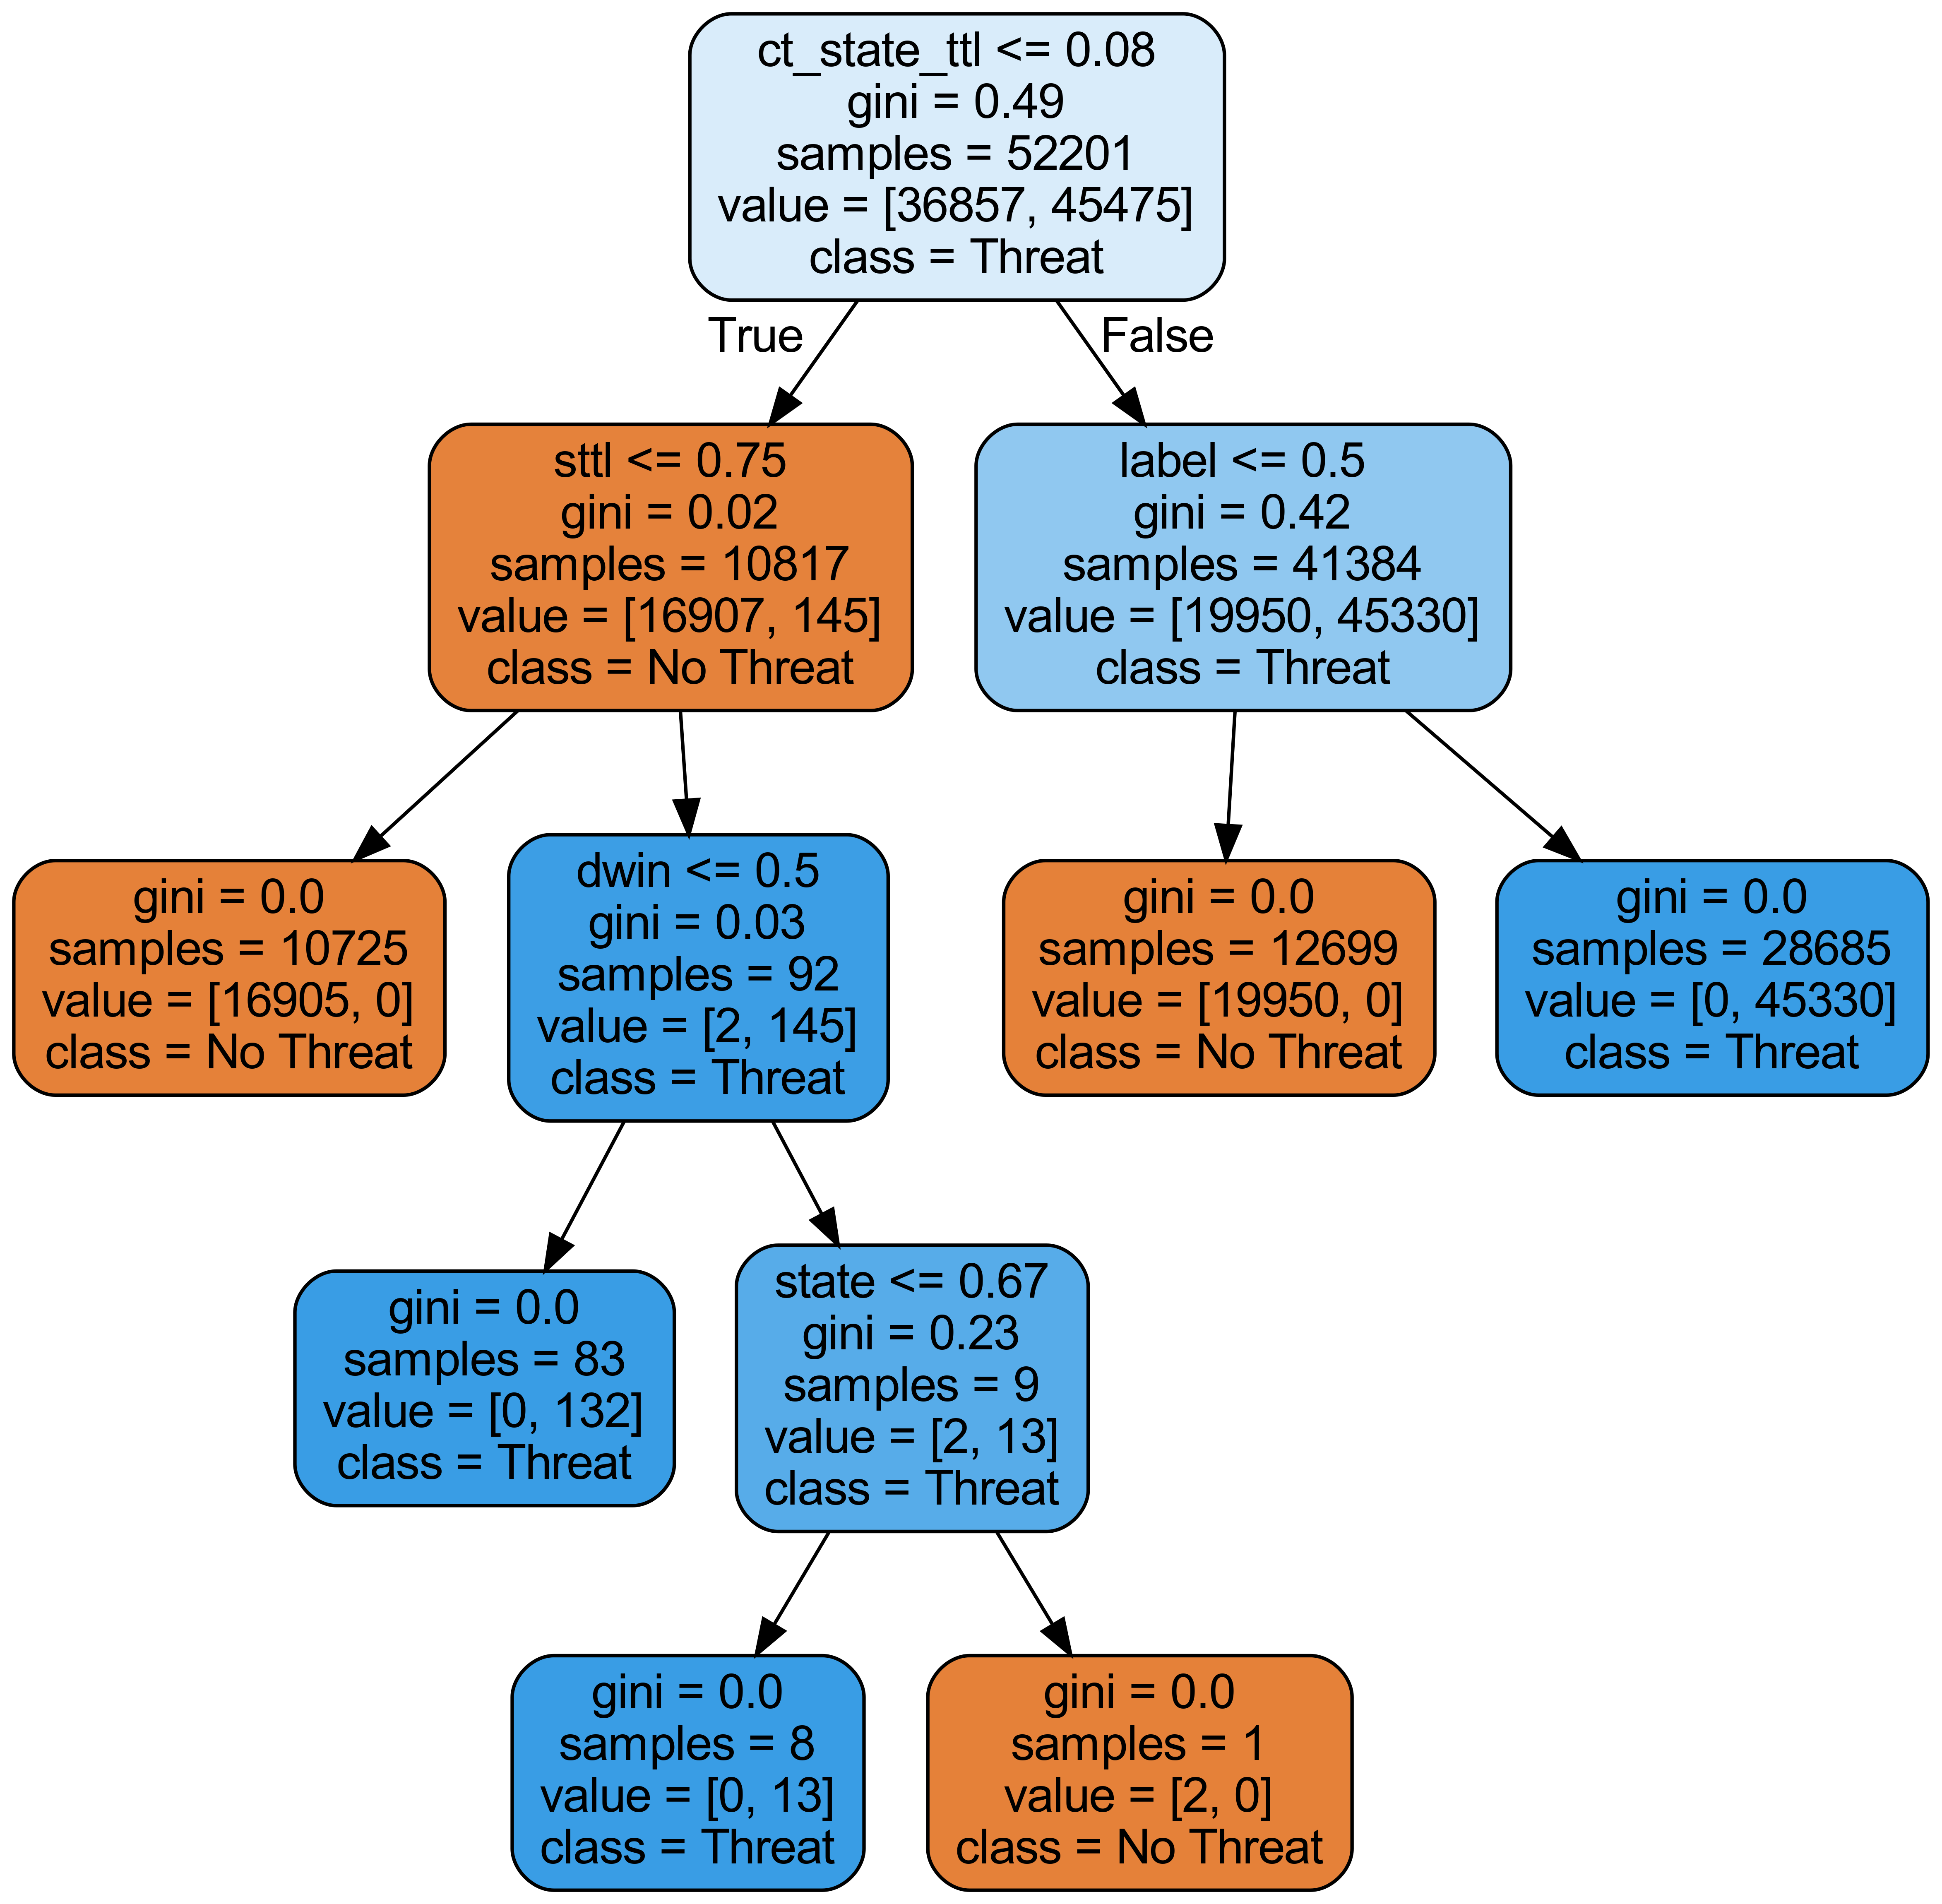 ct_state_ttl <= 0.08
gini = 0.49
samples = 52201
value = [36857, 45475]
class = Threat
True
False
sttl <= 0.75
gini = 0.02
samples = 10817
value = [16907, 145]
class = No Threat
label <= 0.5
gini = 0.42
samples = 41384
value = [19950, 45330]
class = Threat
gini = 0.0
samples = 10725
value = [16905, 0]
class = No Threat
dwin <= 0.5
gini = 0.03
samples = 92
value = [2, 145]
class = Threat
gini = 0.0
samples = 12699
value = [19950, 0]
class = No Threat
gini = 0.0
samples = 28685
value = [0, 45330]
class = Threat
gini = 0.0
samples = 83
value = [0, 132]
class = Threat
state <= 0.67
gini = 0.23
samples = 9
value = [2, 13]
class = Threat
gini = 0.0
samples = 8
value = [0, 13]
class = Threat
gini = 0.0
samples = 1
value = [2, 0]
class = No Threat